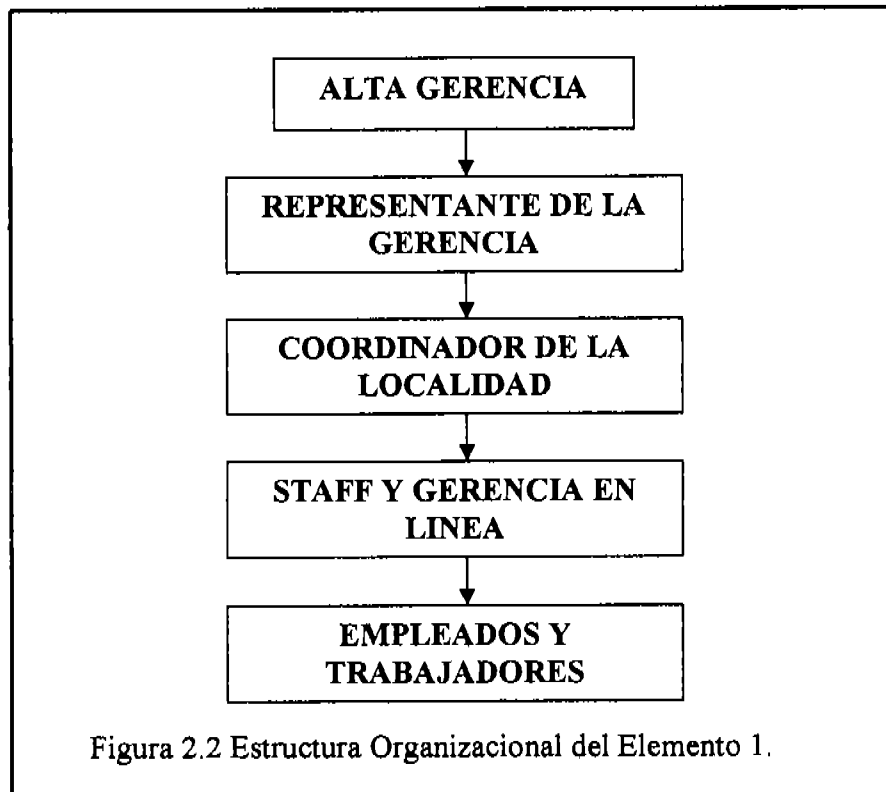 ALTA GERENCIA
REPRESENTANTE DE LA
GERENCIA
COORDINADOR DE LA
LOCALIDAD
STAFF Y GERENCIA EN
LINEA
EMPLEADOS Y
TRABAJADORES
Figura 2.2 Estructura Organizacional del Elemento 1.